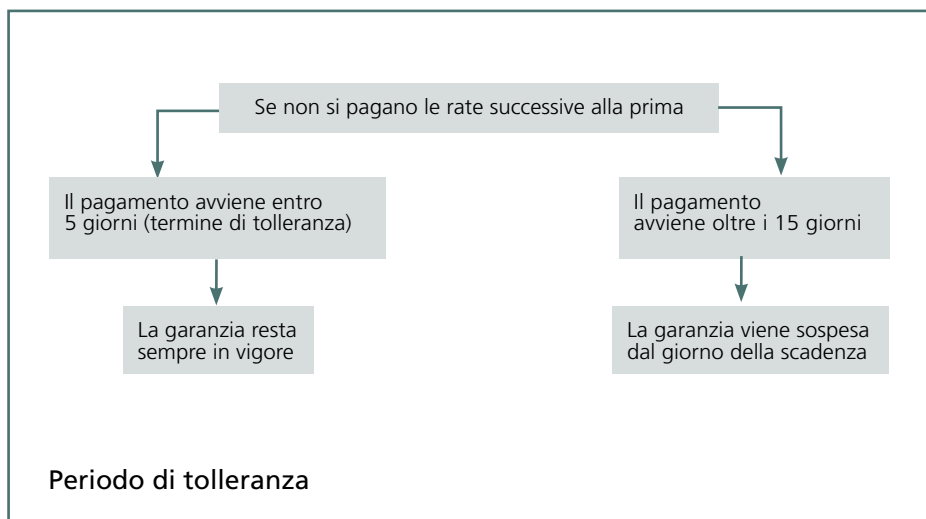 Se non si pagano le rate successive alla prima
Il pagamento avviene entro
5 giorni (termine di tolleranza)
Il pagamento
avviene oltre i 15 giorni
La garanzia resta
sempre in vigore
La garanzia viene sospesa
dal giorno della scadenza
Periodo di tolleranza